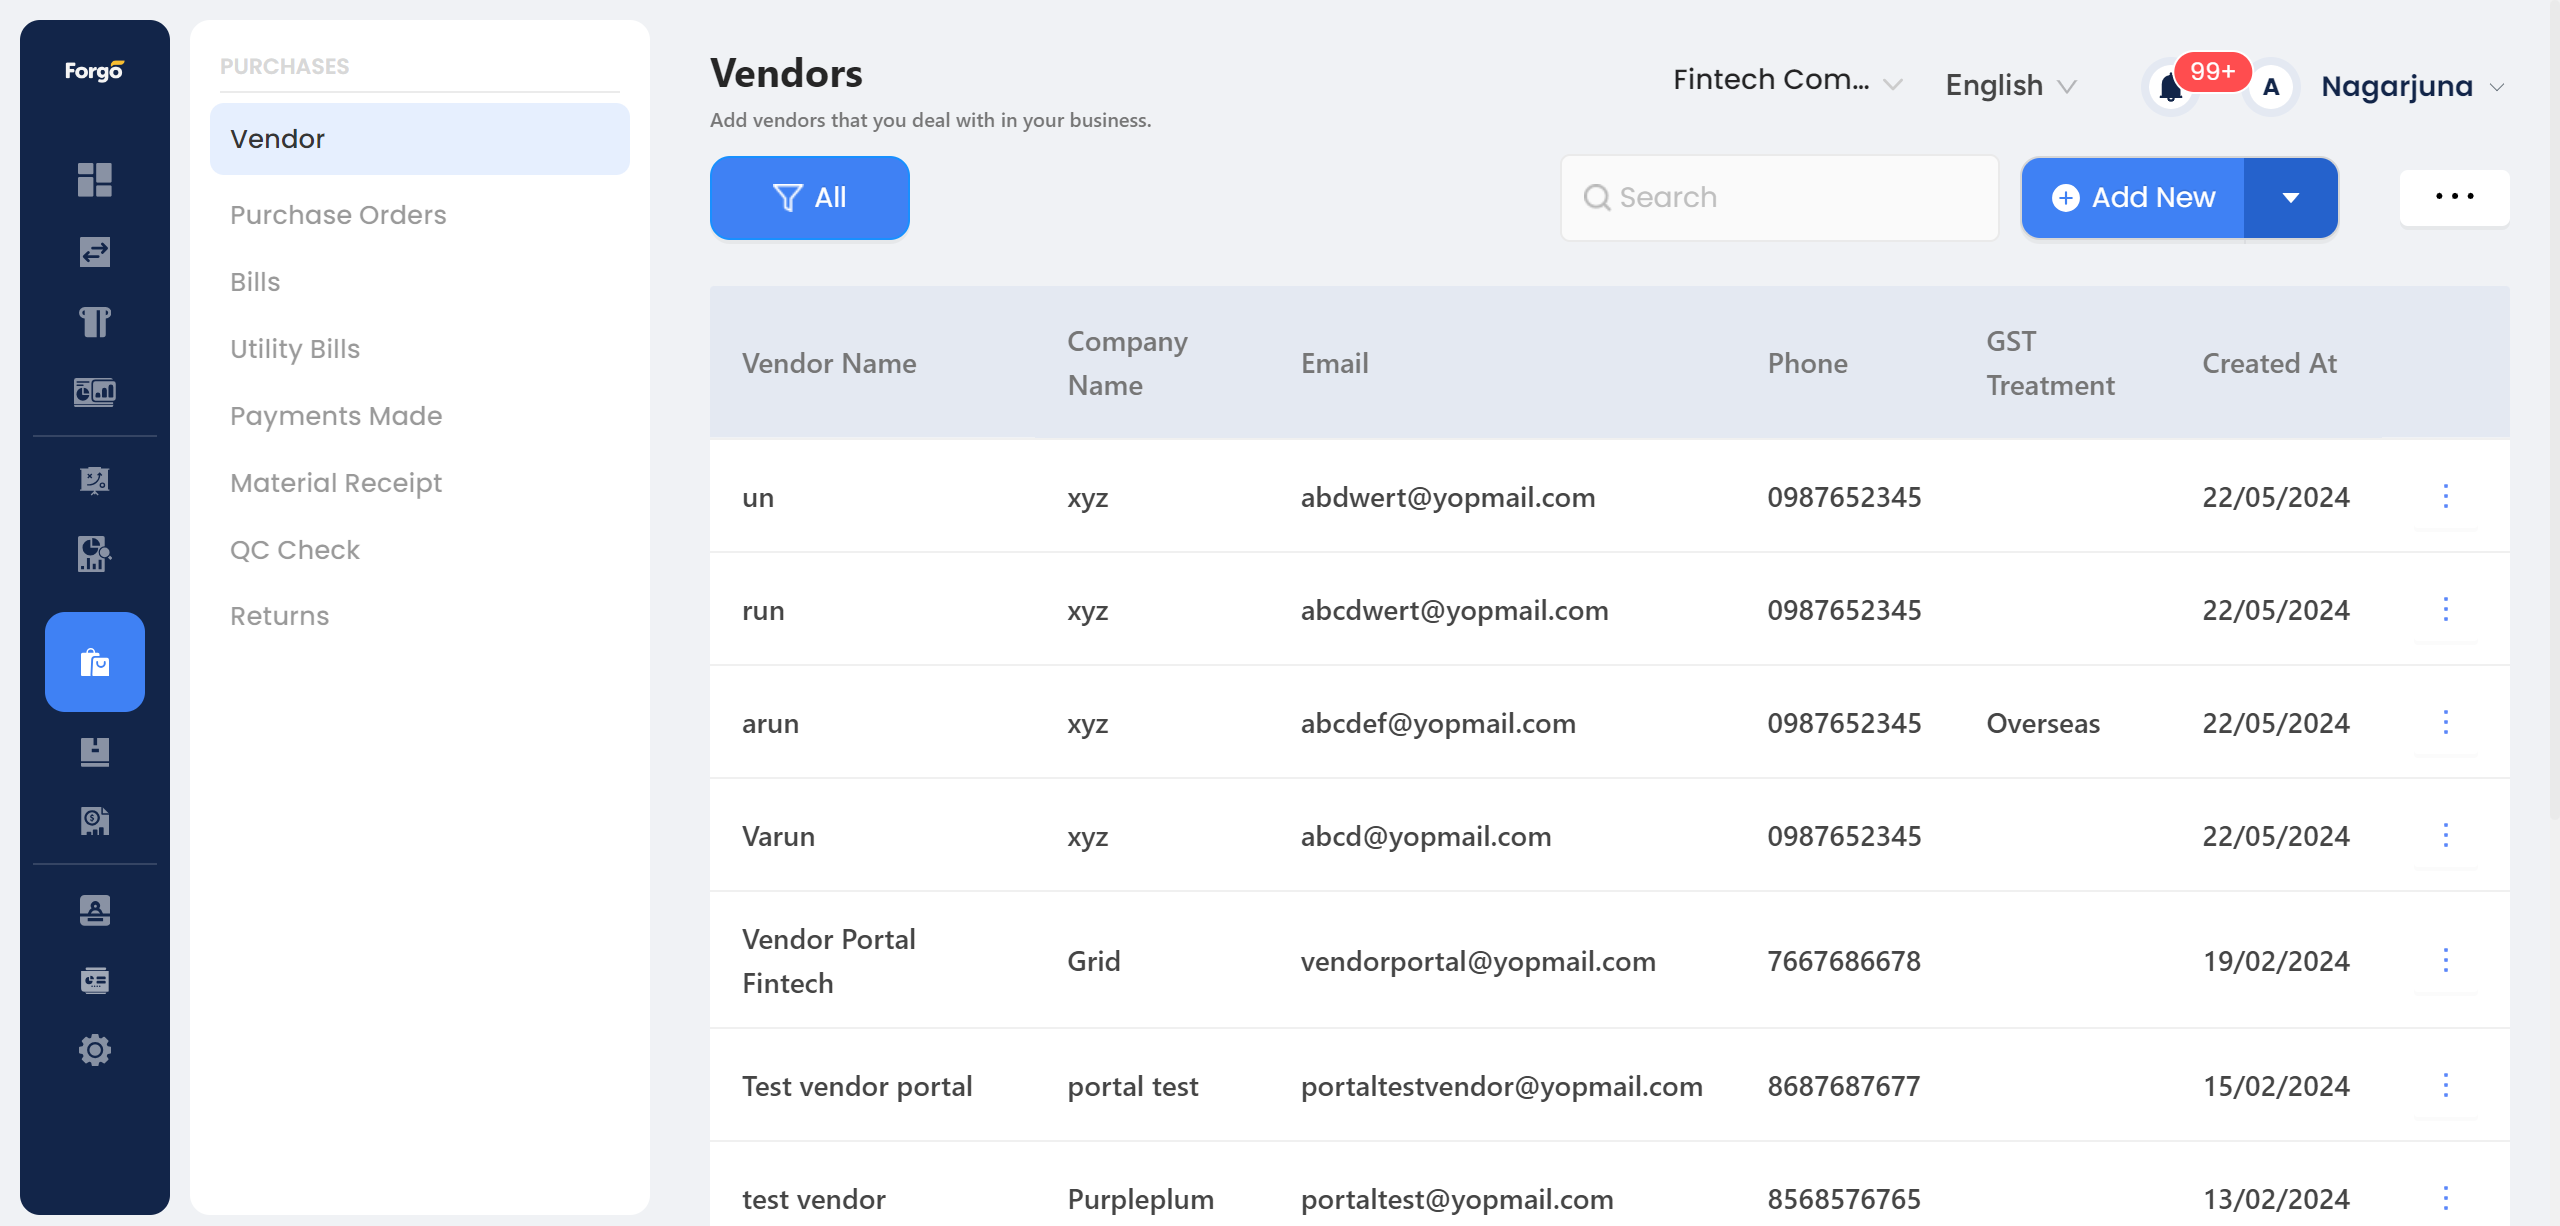 Forgo
PURCHASES
Vendor
Purchase Orders
Bills
Utility Bills
Payments Made
Material Receipt
QC Check
Returns
Vendors
Add vendors that you deal with in your business.
Fintech Com...
English
99+
A
Nagarjuna
All
Search
Add New
Vendor Name Company Name Email Phone GST Treatment Created At
un xyz abdwert@yopmail.com 0987652345 22/05/2024
run xyz abcdwert@yopmail.com 0987652345 22/05/2024
arun xyz abcdef@yopmail.com 0987652345 Overseas 22/05/2024
Varun xyz abcd@yopmail.com 0987652345 22/05/2024
Vendor Portal Fintech Grid vendorportal@yopmail.com 7667686678 19/02/2024
Test vendor portal portal test portaltestvendor@yopmail.com 8687687677 15/02/2024
test vendor Purpleplum portaltest@yopmail.com 8568576765 13/02/2024